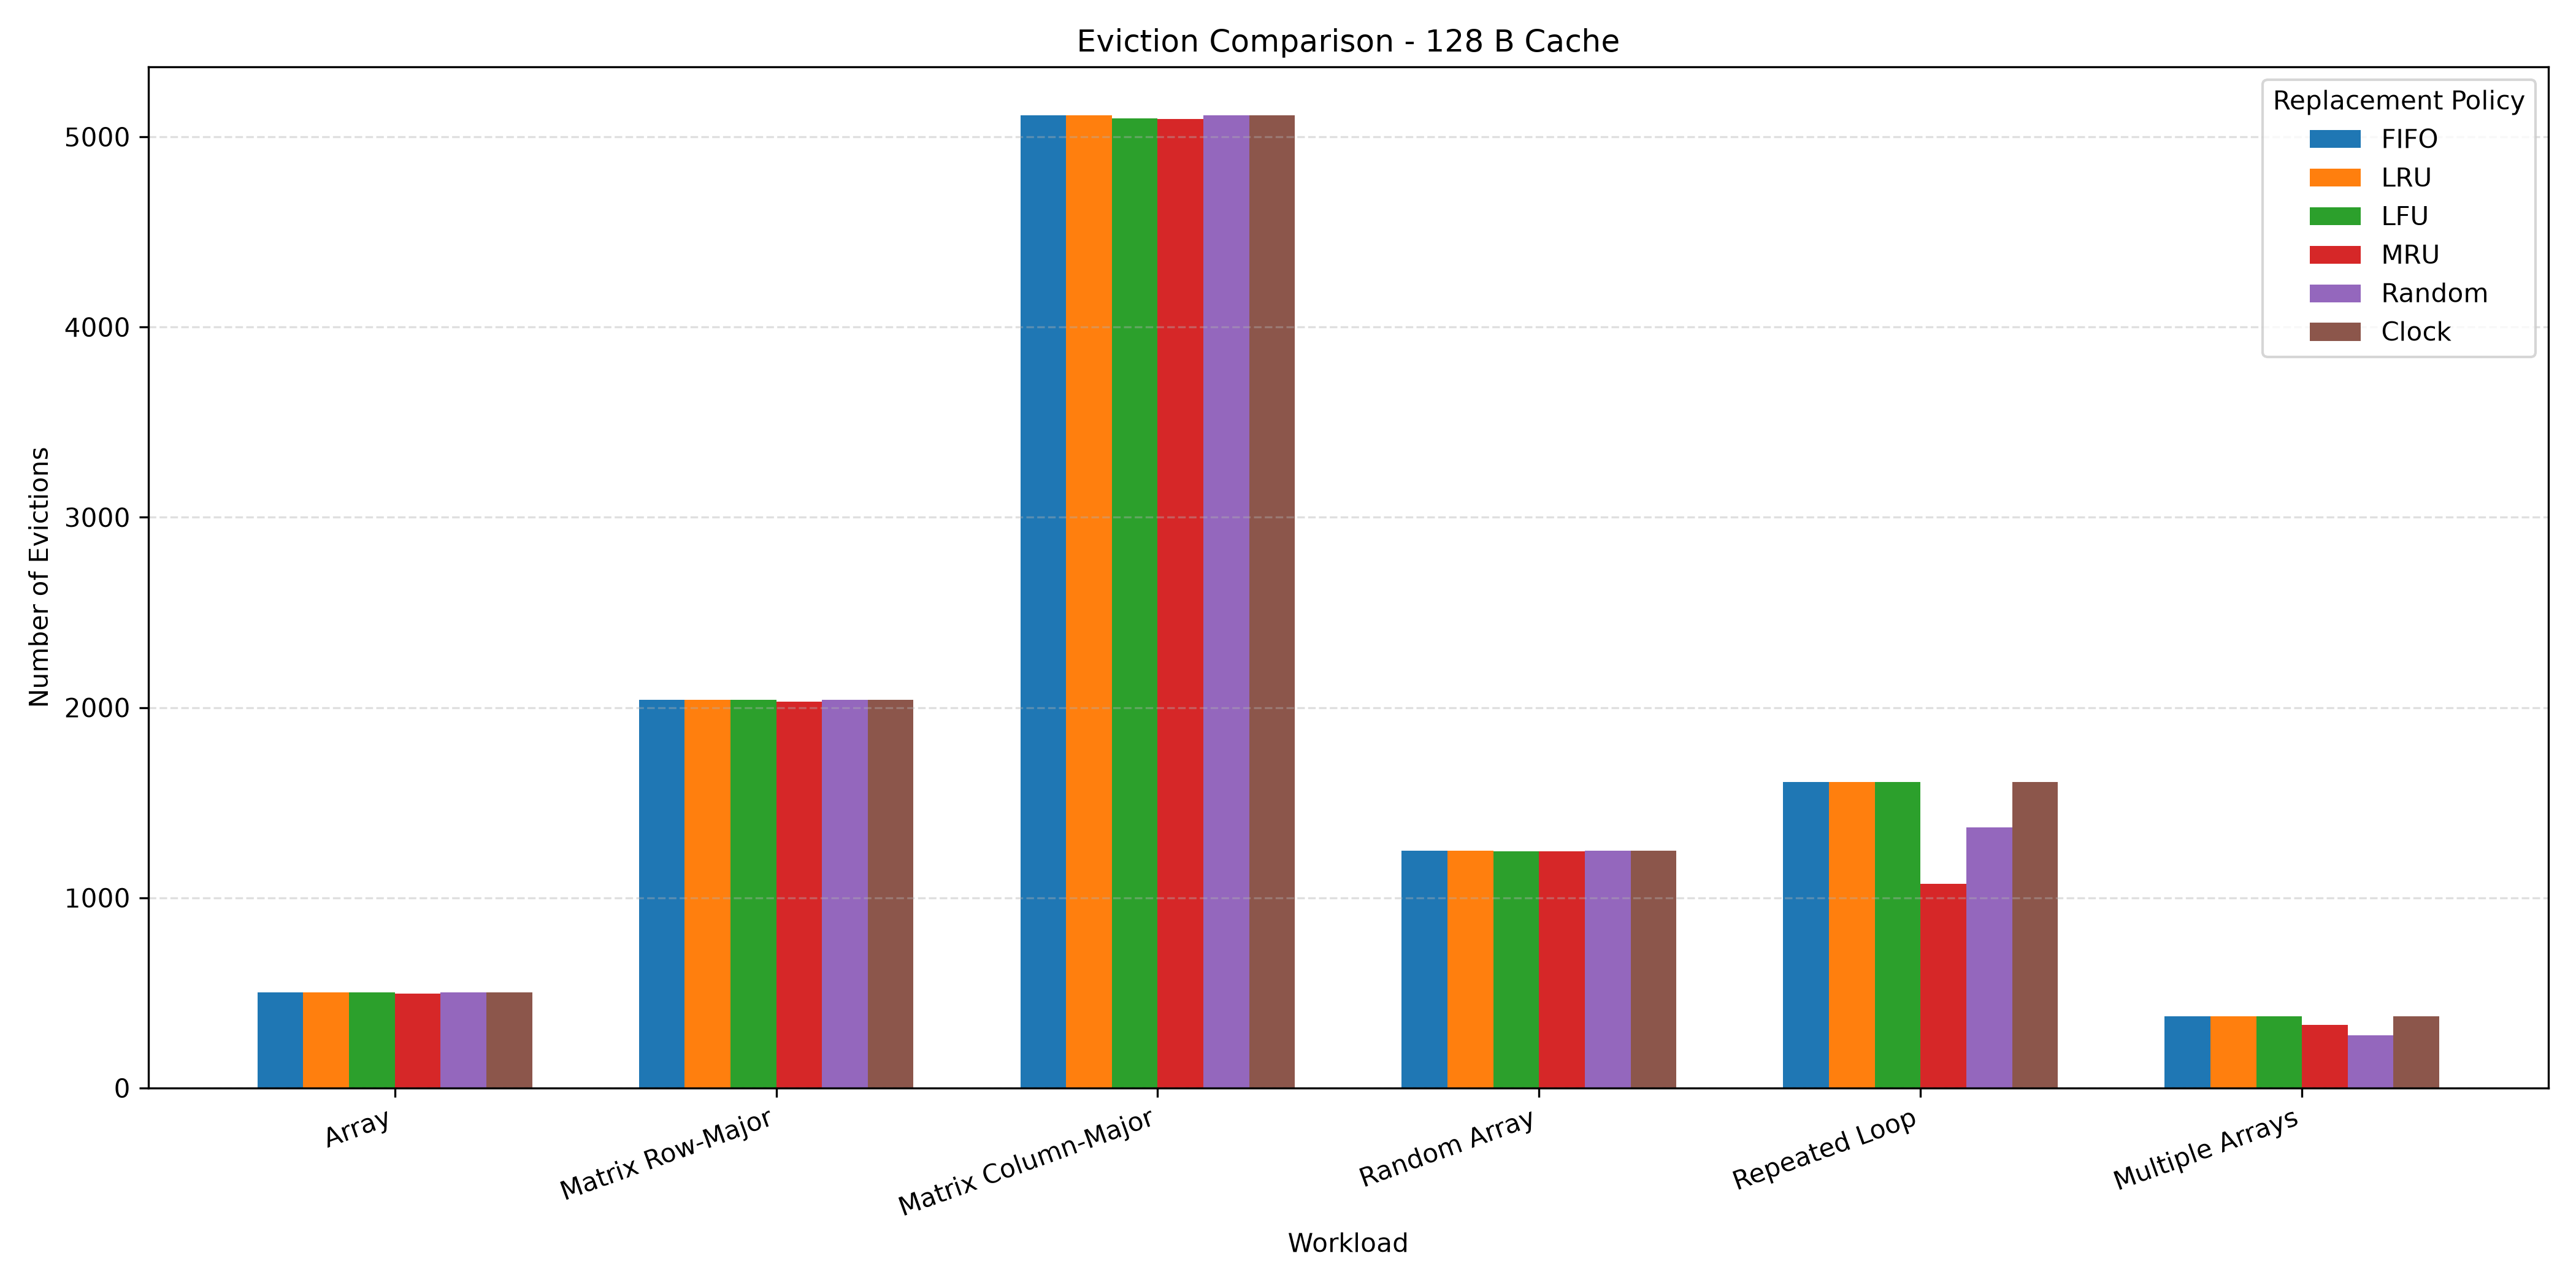 Eviction Comparison - 128 B Cache
Replacement Policy
FIFO
LRU
LFU
MRU
Random
Clock
Number of Evictions
5000
4000
3000
2000
1000
0
Array
Matrix Row-Major
Matrix Column-Major
Random Array
Repeated Loop
Multiple Arrays
Workload